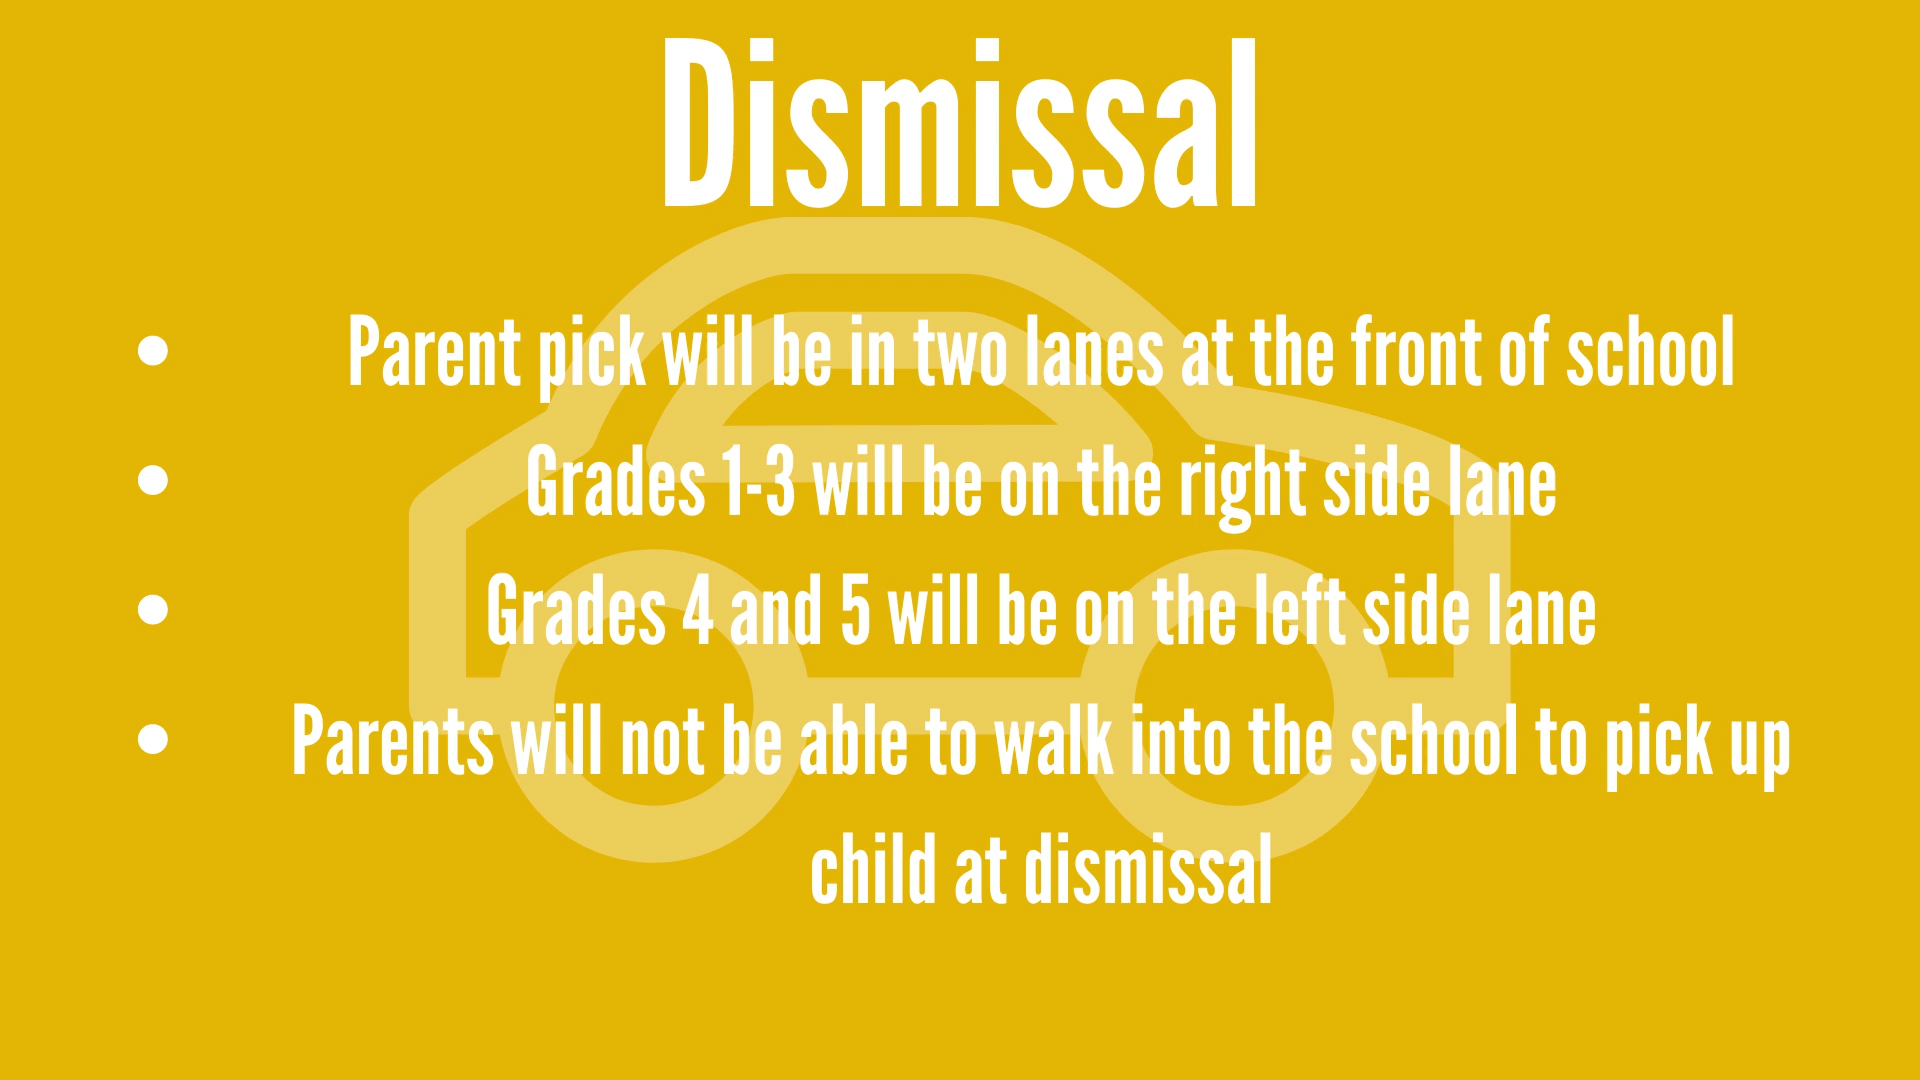 Dismissal
• Parent pick will be in two lanes at the front of school
• Grades 1-3 will be on the right side lane
• Grades 4 and 5 will be on the left side lane
• Parents will not be able to walk into the school to pick up
child at dismissal